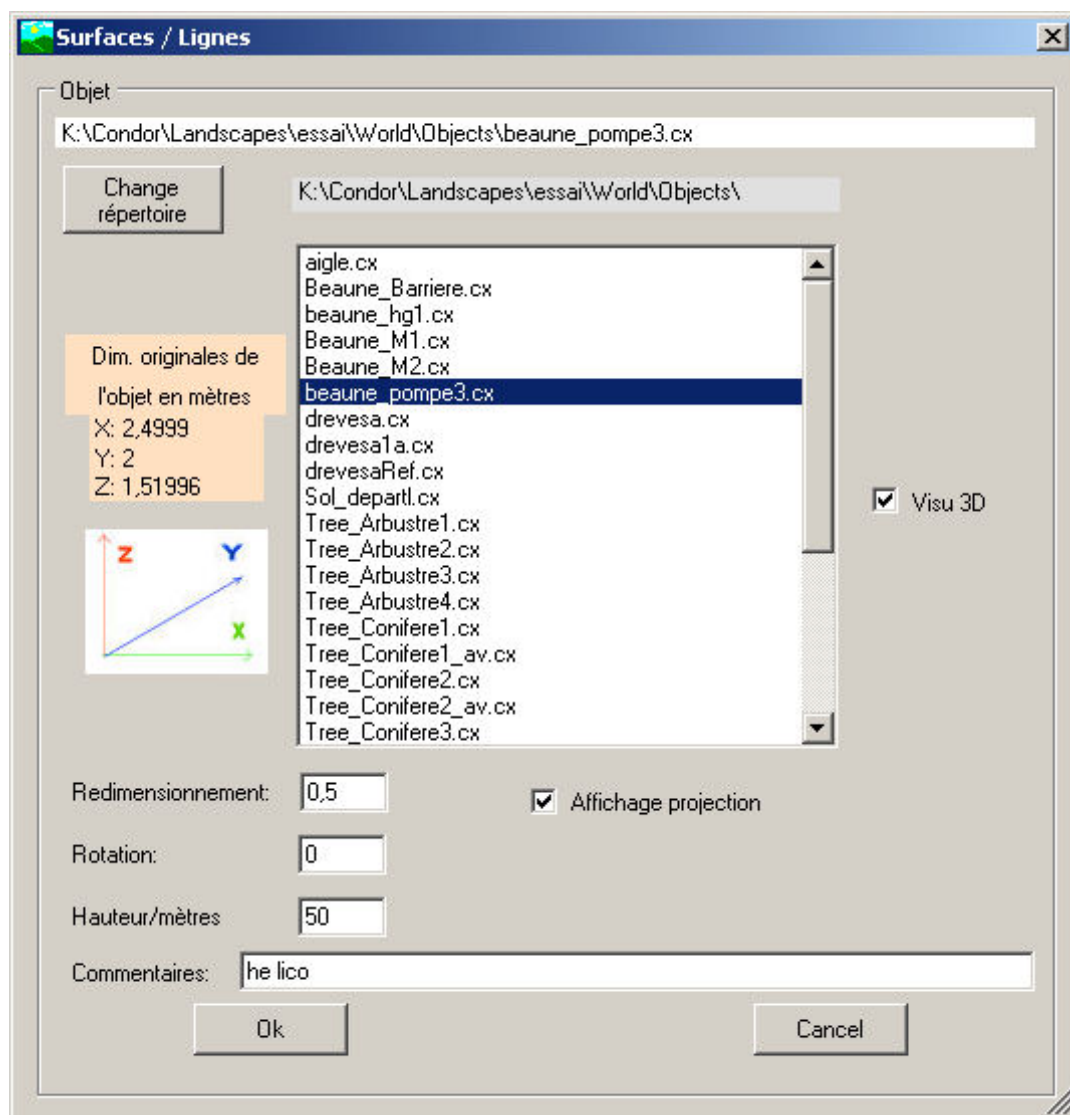 Surfaces / Lignes
Objet
K:\Condor\Landscapes\essai\World\Objects\beaune_pompe3.cx
Change
répertoire
K:\Condor\Landscapes\essai\World\Objects\
aigle.cx
Beaune_Barriere.cx
beaune_hg1.cx
Beaune_M1.cx
Beaune_M2.cx
beaune_pompe3.cx
drevesa.cx
drevesa1a.cx
drevesaRef.cx
Sol_departl.cx
Tree_Arbustre1.cx
Tree_Arbustre2.cx
Tree_Arbustre3.cx
Tree_Arbustre4.cx
Tree_Conifere1.cx
Tree_Conifere1_av.cx
Tree_Conifere2.cx
Tree_Conifere2_av.cx
Tree_Conifere3.cx
Dim. originales de
l'objet en mètres
X: 2,4999
Y: 2
Z: 1,51996
Z
Y
X
Visu 3D
Redimensionnement: 0,5
Affichage projection
Rotation: 0
Hauteur/mètres 50
Commentaires: he lico
Ok
Cancel